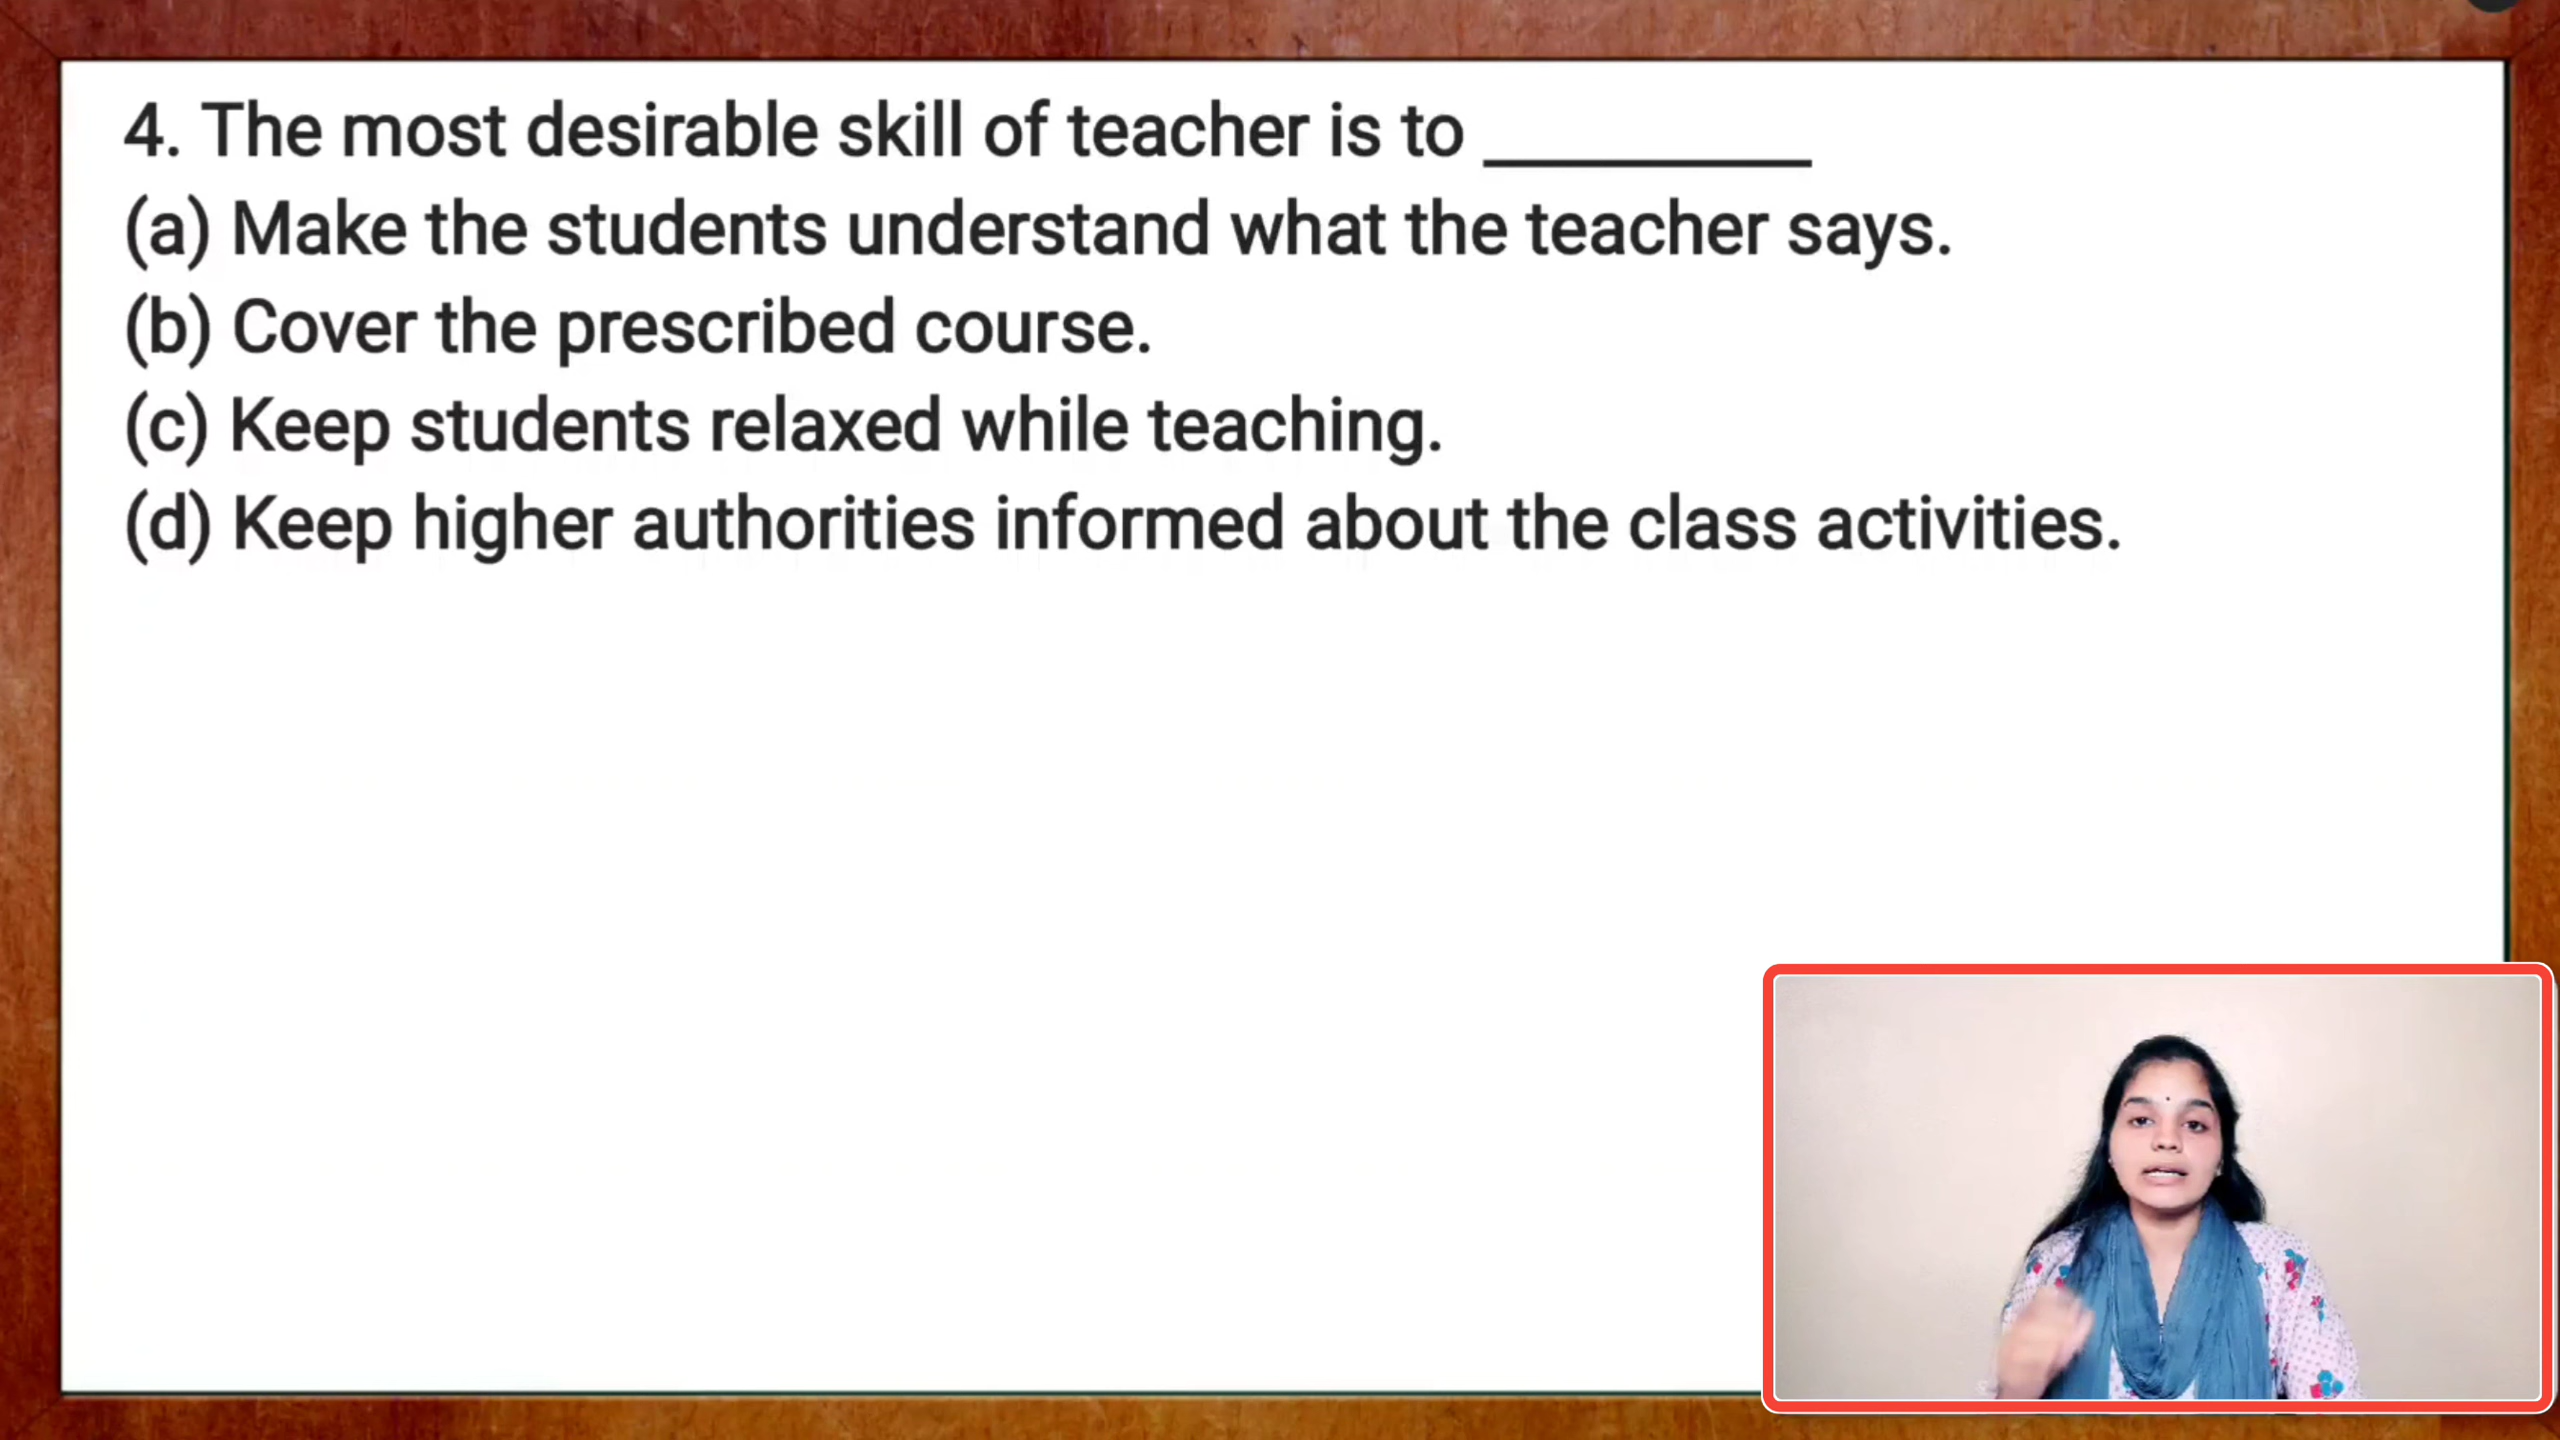 4. The most desirable skill of teacher is to __________
(a) Make the students understand what the teacher says.
(b) Cover the prescribed course.
(c) Keep students relaxed while teaching.
(d) Keep higher authorities informed about the class activities.